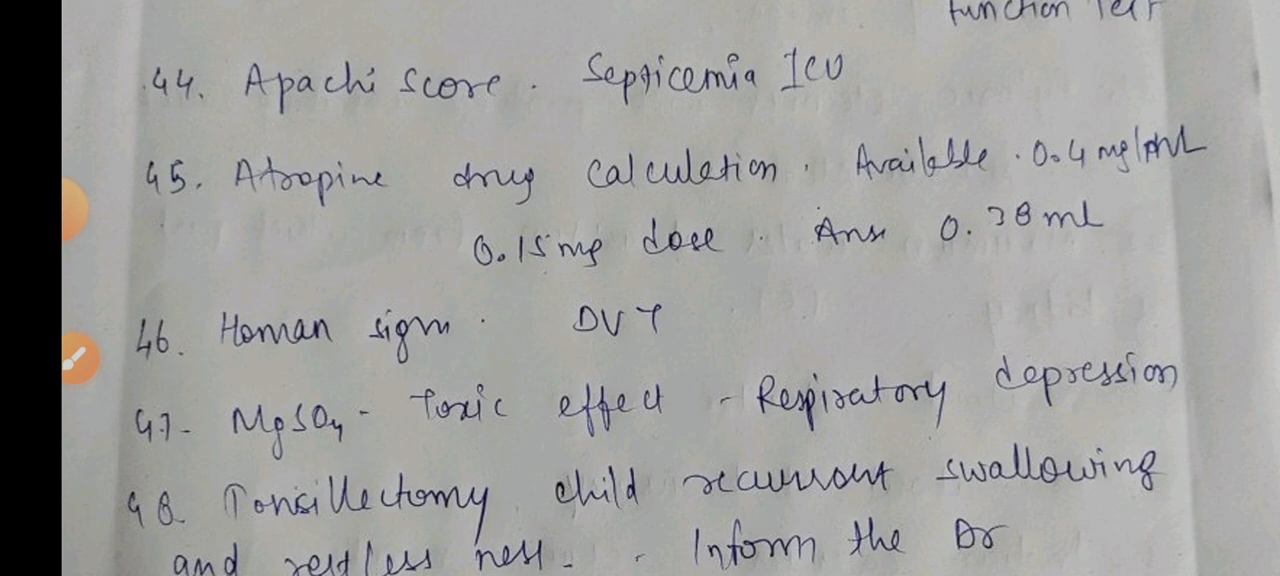 function Test
44. Apachi Score. Septicemia ICU
45. Atropine drug calculation. Available. 0.4 mg/ml
0.15 mg dose. Ans 0.38 ml
46. Homan sign. DVT
47- MgSO4 - Toxic effect - Respiratory depression
48. Tonsillectomy child recurrent swallowing
and restless ness. - Inform the Dr